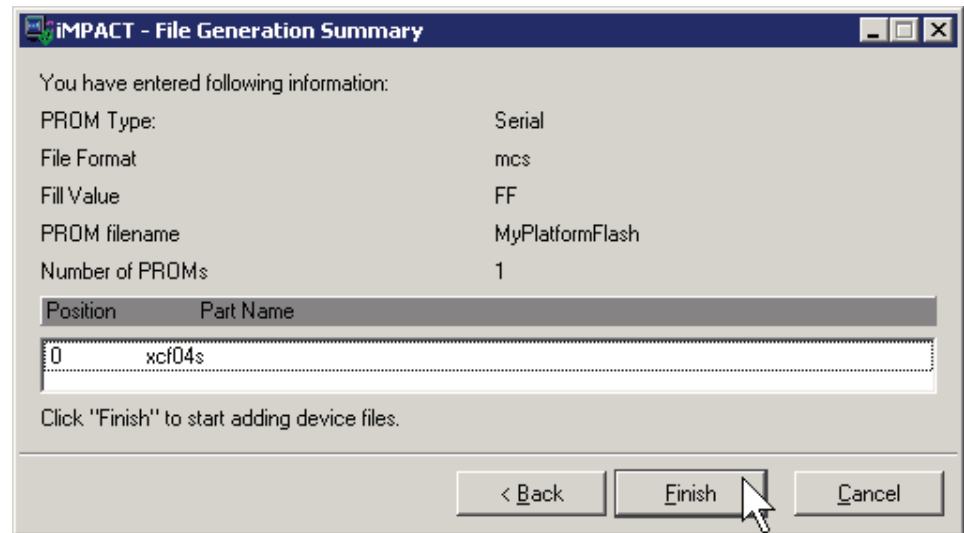 iMPACT - File Generation Summary
You have entered following information:
PROM Type: Serial
File Format mcs
Fill Value FF
PROM filename MyPlatformFlash
Number of PROMs 1
Position Part Name
0 xcf04s
Click "Finish" to start adding device files.
< Back Finish Cancel